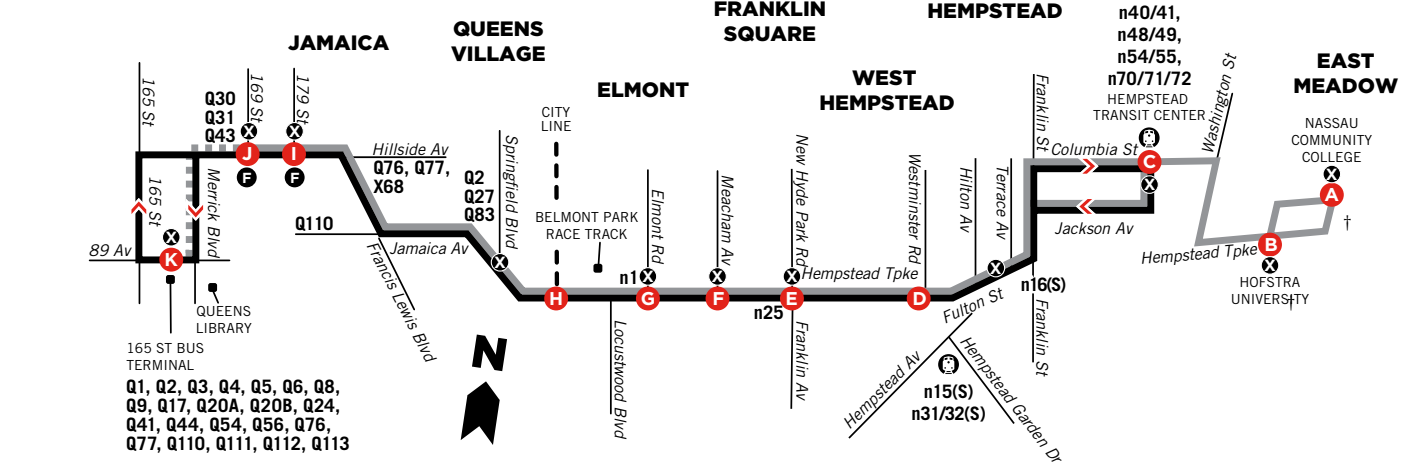 JAMAICA
QUEENS
VILLAGE
FRANKLIN
SQUARE
HEMPSTEAD
ELMONT
WEST
HEMPSTEAD
EAST
MEADOW
n40/41,
n48/49,
n54/55,
n70/71/72
HEMPSTEAD
TRANSIT CENTER
NASSAU
COMMUNITY
COLLEGE
165 St
Q30
Q31
Q43
169 St
179 St
X
X
J
I
F
F
Hillside Av
Q76, Q77,
X68
Q110
Jamaica Av
Francis Lewis Blvd
Q2
Q27
Q83
Springfield Blvd
X
CITY
LINE
BELMONT PARK
RACE TRACK
165 St
Merrick Blvd
89 Av
X
K
QUEENS
LIBRARY
165 ST BUS
TERMINAL
Q1, Q2, Q3, Q4, Q5, Q6, Q8,
Q9, Q17, Q20A, Q20B, Q24,
Q41, Q44, Q54, Q56, Q76,
Q77, Q110, Q111, Q112, Q113
N
H
Locustwood Blvd
Elmont Rd
n1
X
G
Meacham Av
X
F
New Hyde Park Rd
X
Hempstead Tpke
E
n25
Franklin Av
Westminster Rd
D
Hilton Av
Terrace Av
X
Fulton St
Franklin St
n16(S)
Franklin St
Hempstead Av
Hempstead Garden Dr
n15(S)
n31/32(S)
Columbia St
C
X
Jackson Av
Washington St
Hempstead Tpke
X
A
†
B
X
HOFSTRA
UNIVERSITY
†